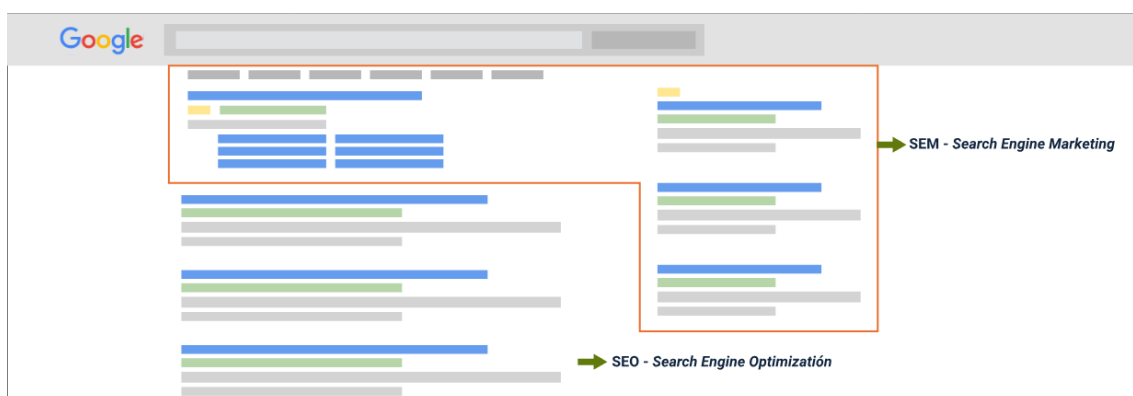 Google
SEM - Search Engine Marketing
SEO - Search Engine Optimizatión